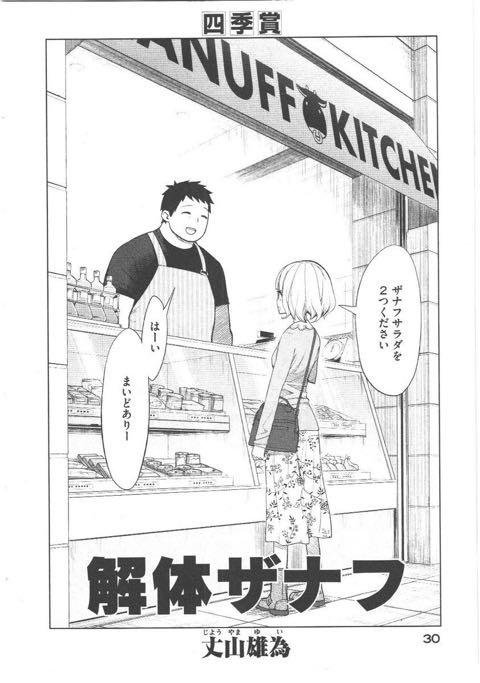 四季賞
ANUFF KITCHEN
ザナフサラダを
2つください
はーい
まいどありー
解体ザナフ
じょう やま ゆ い
丈山雄為
30